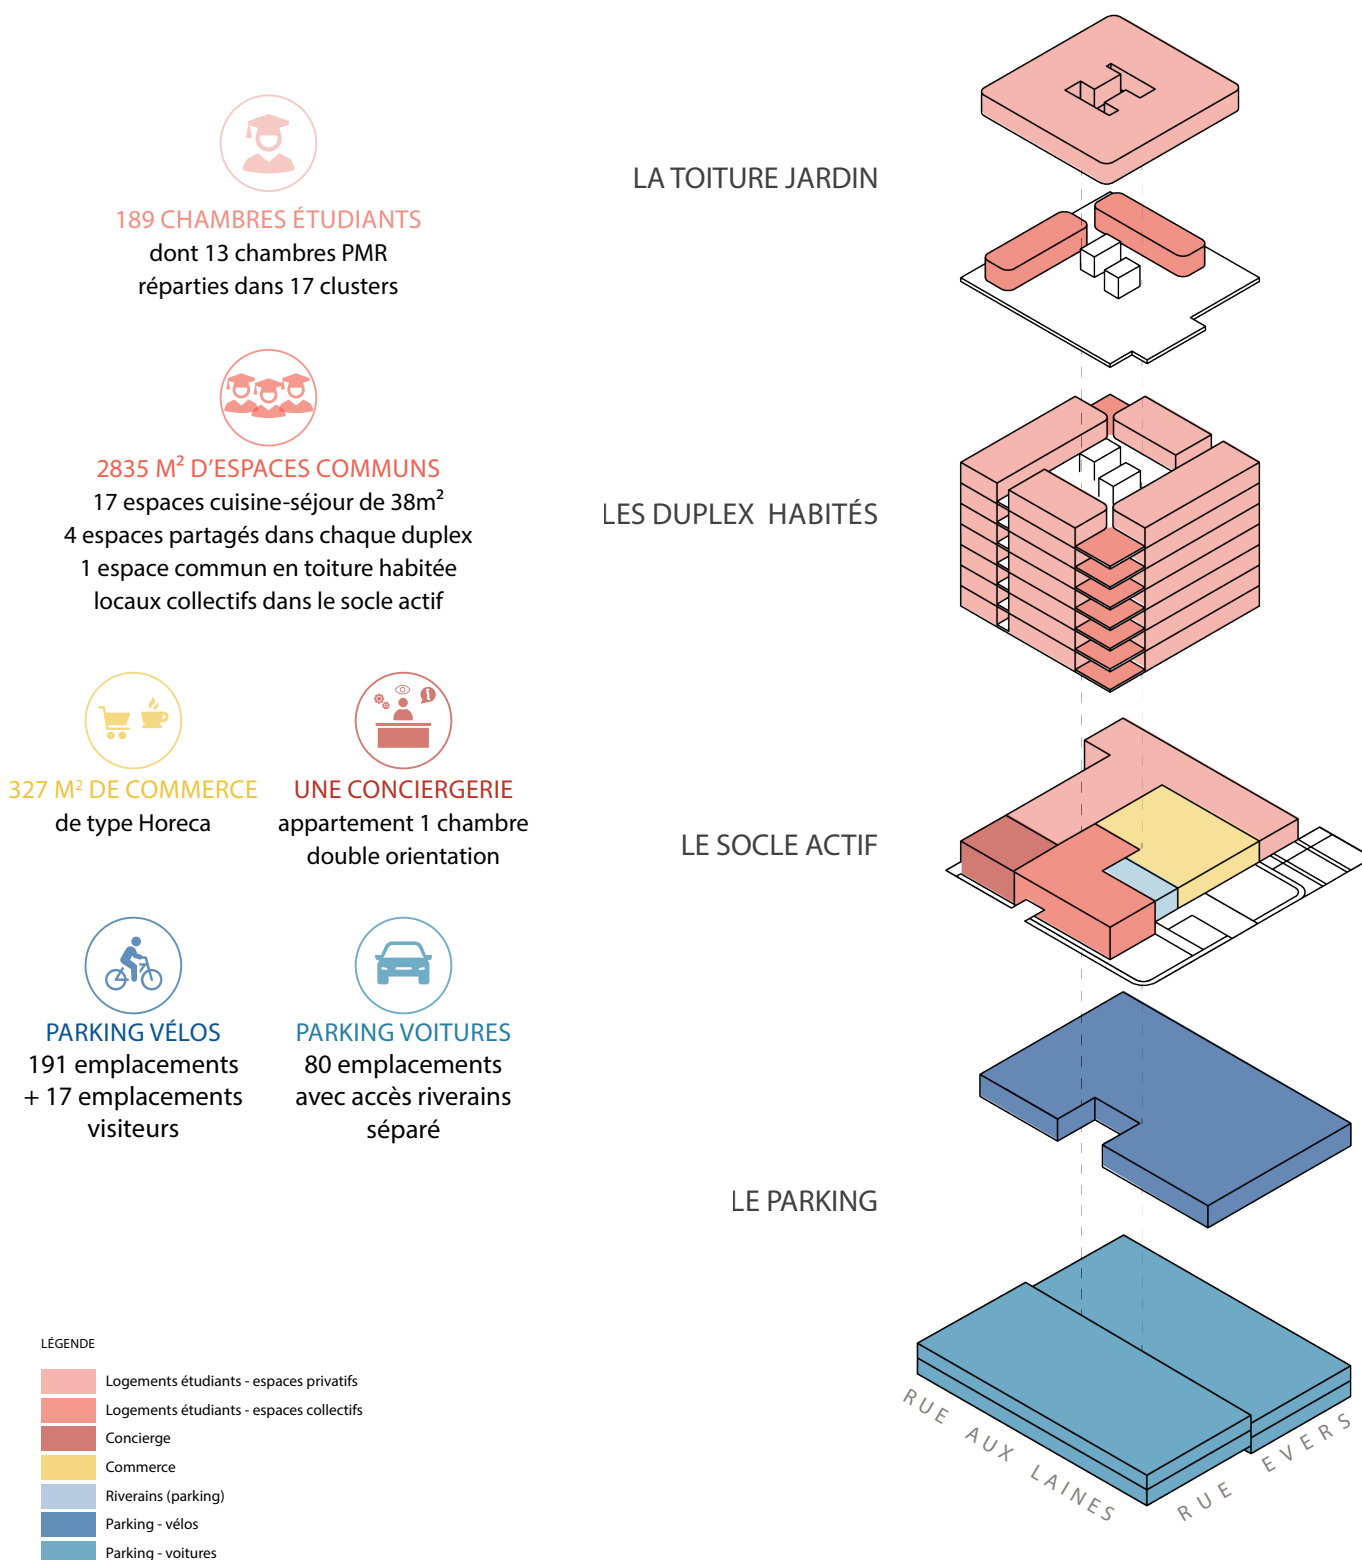 189 CHAMBRES ÉTUDIANTS
dont 13 chambres PMR
réparties dans 17 clusters
2835 M² D'ESPACES COMMUNS
17 espaces cuisine-séjour de 38m²
4 espaces partagés dans chaque duplex
1 espace commun en toiture habitée
locaux collectifs dans le socle actif
327 M² DE COMMERCE
de type Horeca
UNE CONCIERGERIE
appartement 1 chambre
double orientation
PARKING VÉLOS
191 emplacements
+ 17 emplacements
visiteurs
PARKING VOITURES
80 emplacements
avec accès riverains
séparé
LA TOITURE JARDIN
LES DUPLEX HABITÉS
LE SOCLE ACTIF
LE PARKING
RUE AUX LAINES
RUE EVERS
LÉGENDE
Logements étudiants - espaces privatifs
Logements étudiants - espaces collectifs
Concierge
Commerce
Riverains (parking)
Parking - vélos
Parking - voitures